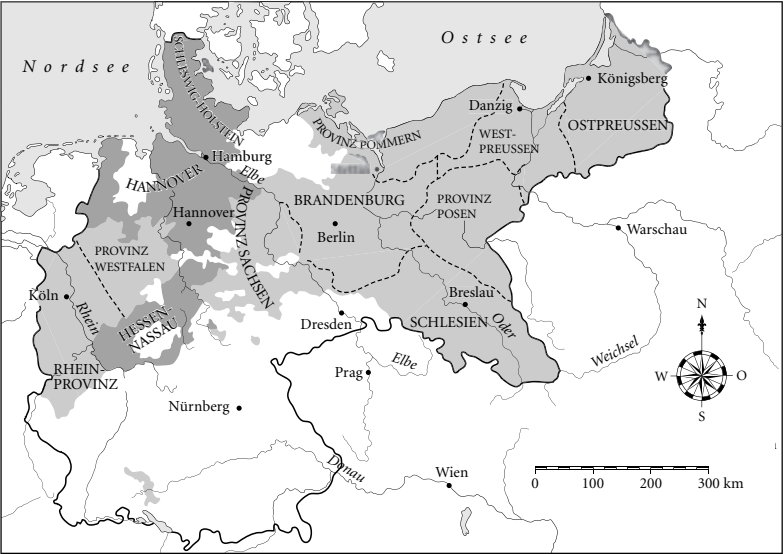 Nordsee
Ostsee
SCHLESWIG-HOLSTEIN
Königsberg
Danzig
OSTPREUSSEN
WEST-
PREUSSEN
PROVINZ POMMERN
Hamburg
Elbe
HANNOVER
Hannover
PROVINZ SACHSEN
BRANDENBURG
Berlin
PROVINZ
POSEN
Warschau
PROVINZ
WESTFALEN
Köln
Rhein
HESSEN-
NASSAU
Dresden
Breslau
SCHLESIEN
Oder
Weichsel
RHEIN-
PROVINZ
Prag
Elbe
Nürnberg
Donau
Wien
N
W
O
S
0 100 200 300 km